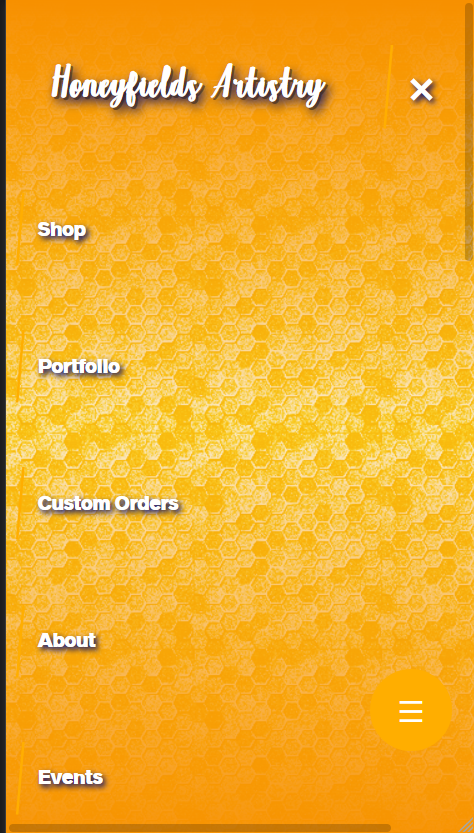 Honeyfields Artistry
Shop
Portfolio
Custom Orders
About
Events